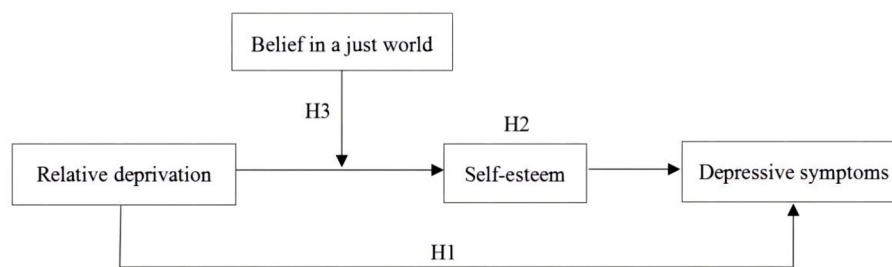 Belief in a just world
H3
H2
Relative deprivation
Self-esteem
Depressive symptoms
H1